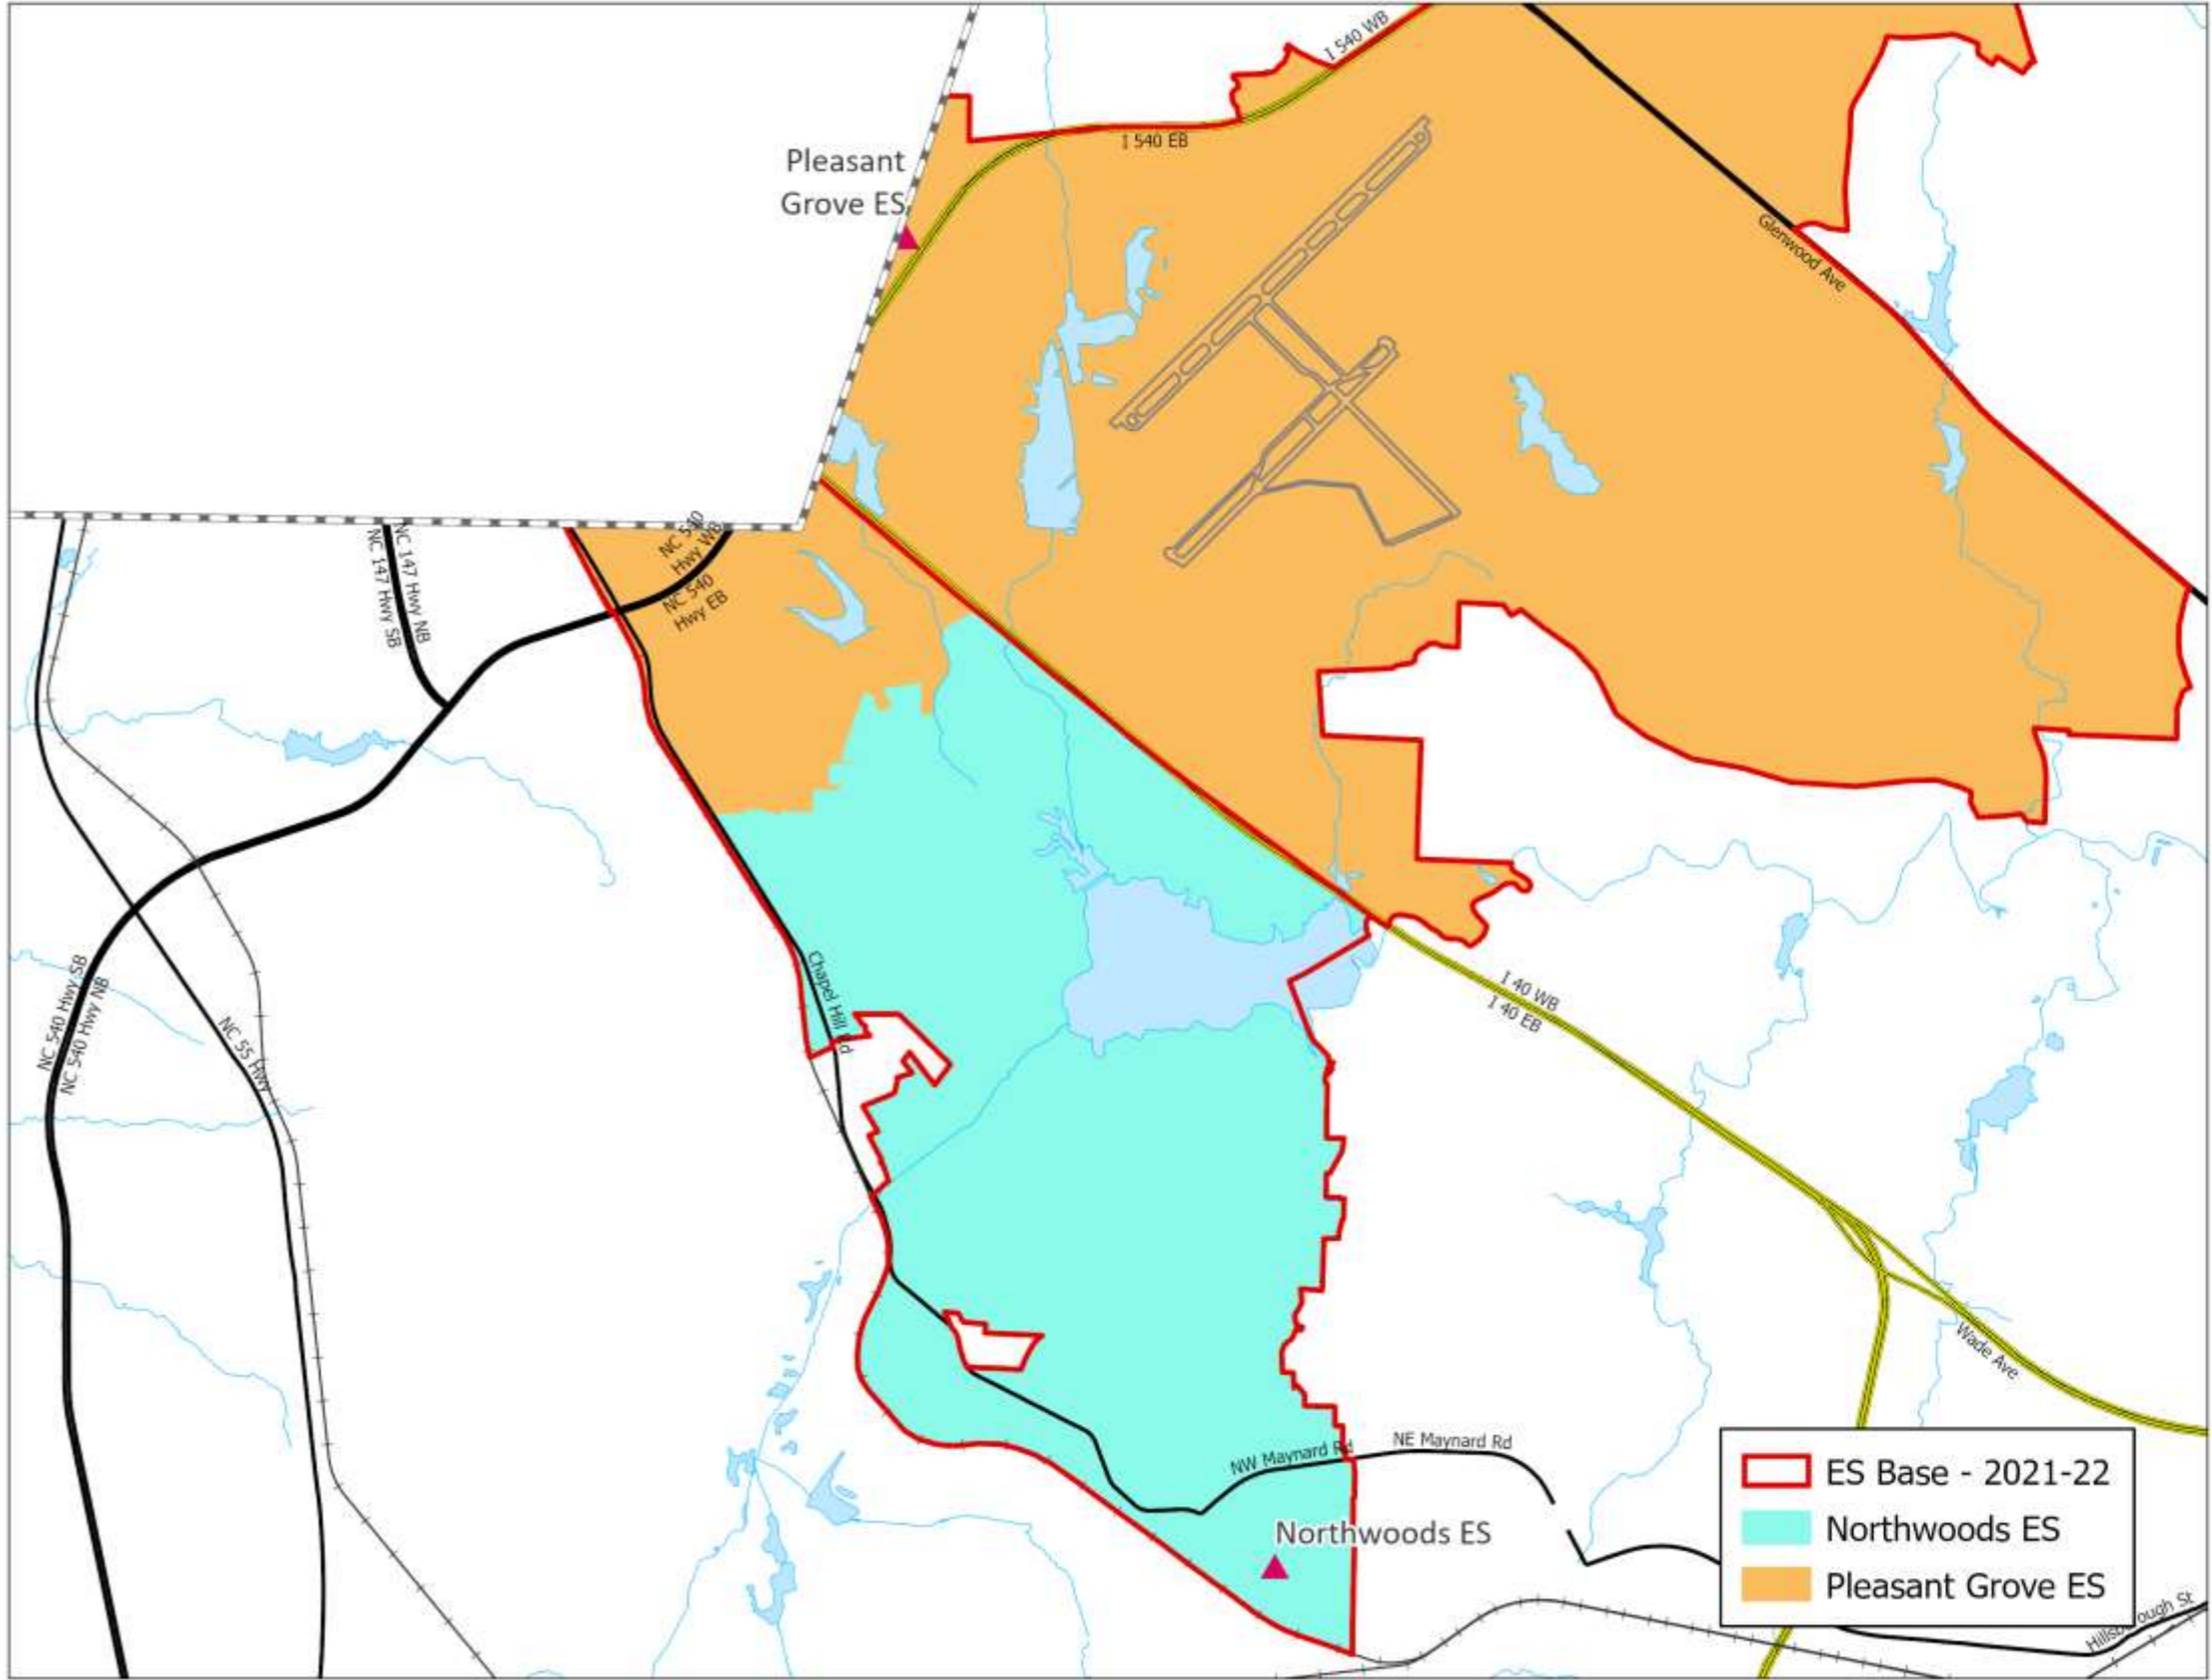 I 540 WB
I 540 EB
Pleasant
Grove ES
Glenwood Ave
NC 540
Hwy WB
NC 540
Hwy EB
NC 147 Hwy NB
NC 147 Hwy SB
Chapel Hill Rd
NC 540 Hwy SB
NC 540 Hwy NB
NC 55 Hwy
I 40 WB
I 40 EB
Wade Ave
NW Maynard Rd
NE Maynard Rd
Northwoods ES
ES Base - 2021-22
Northwoods ES
Pleasant Grove ES